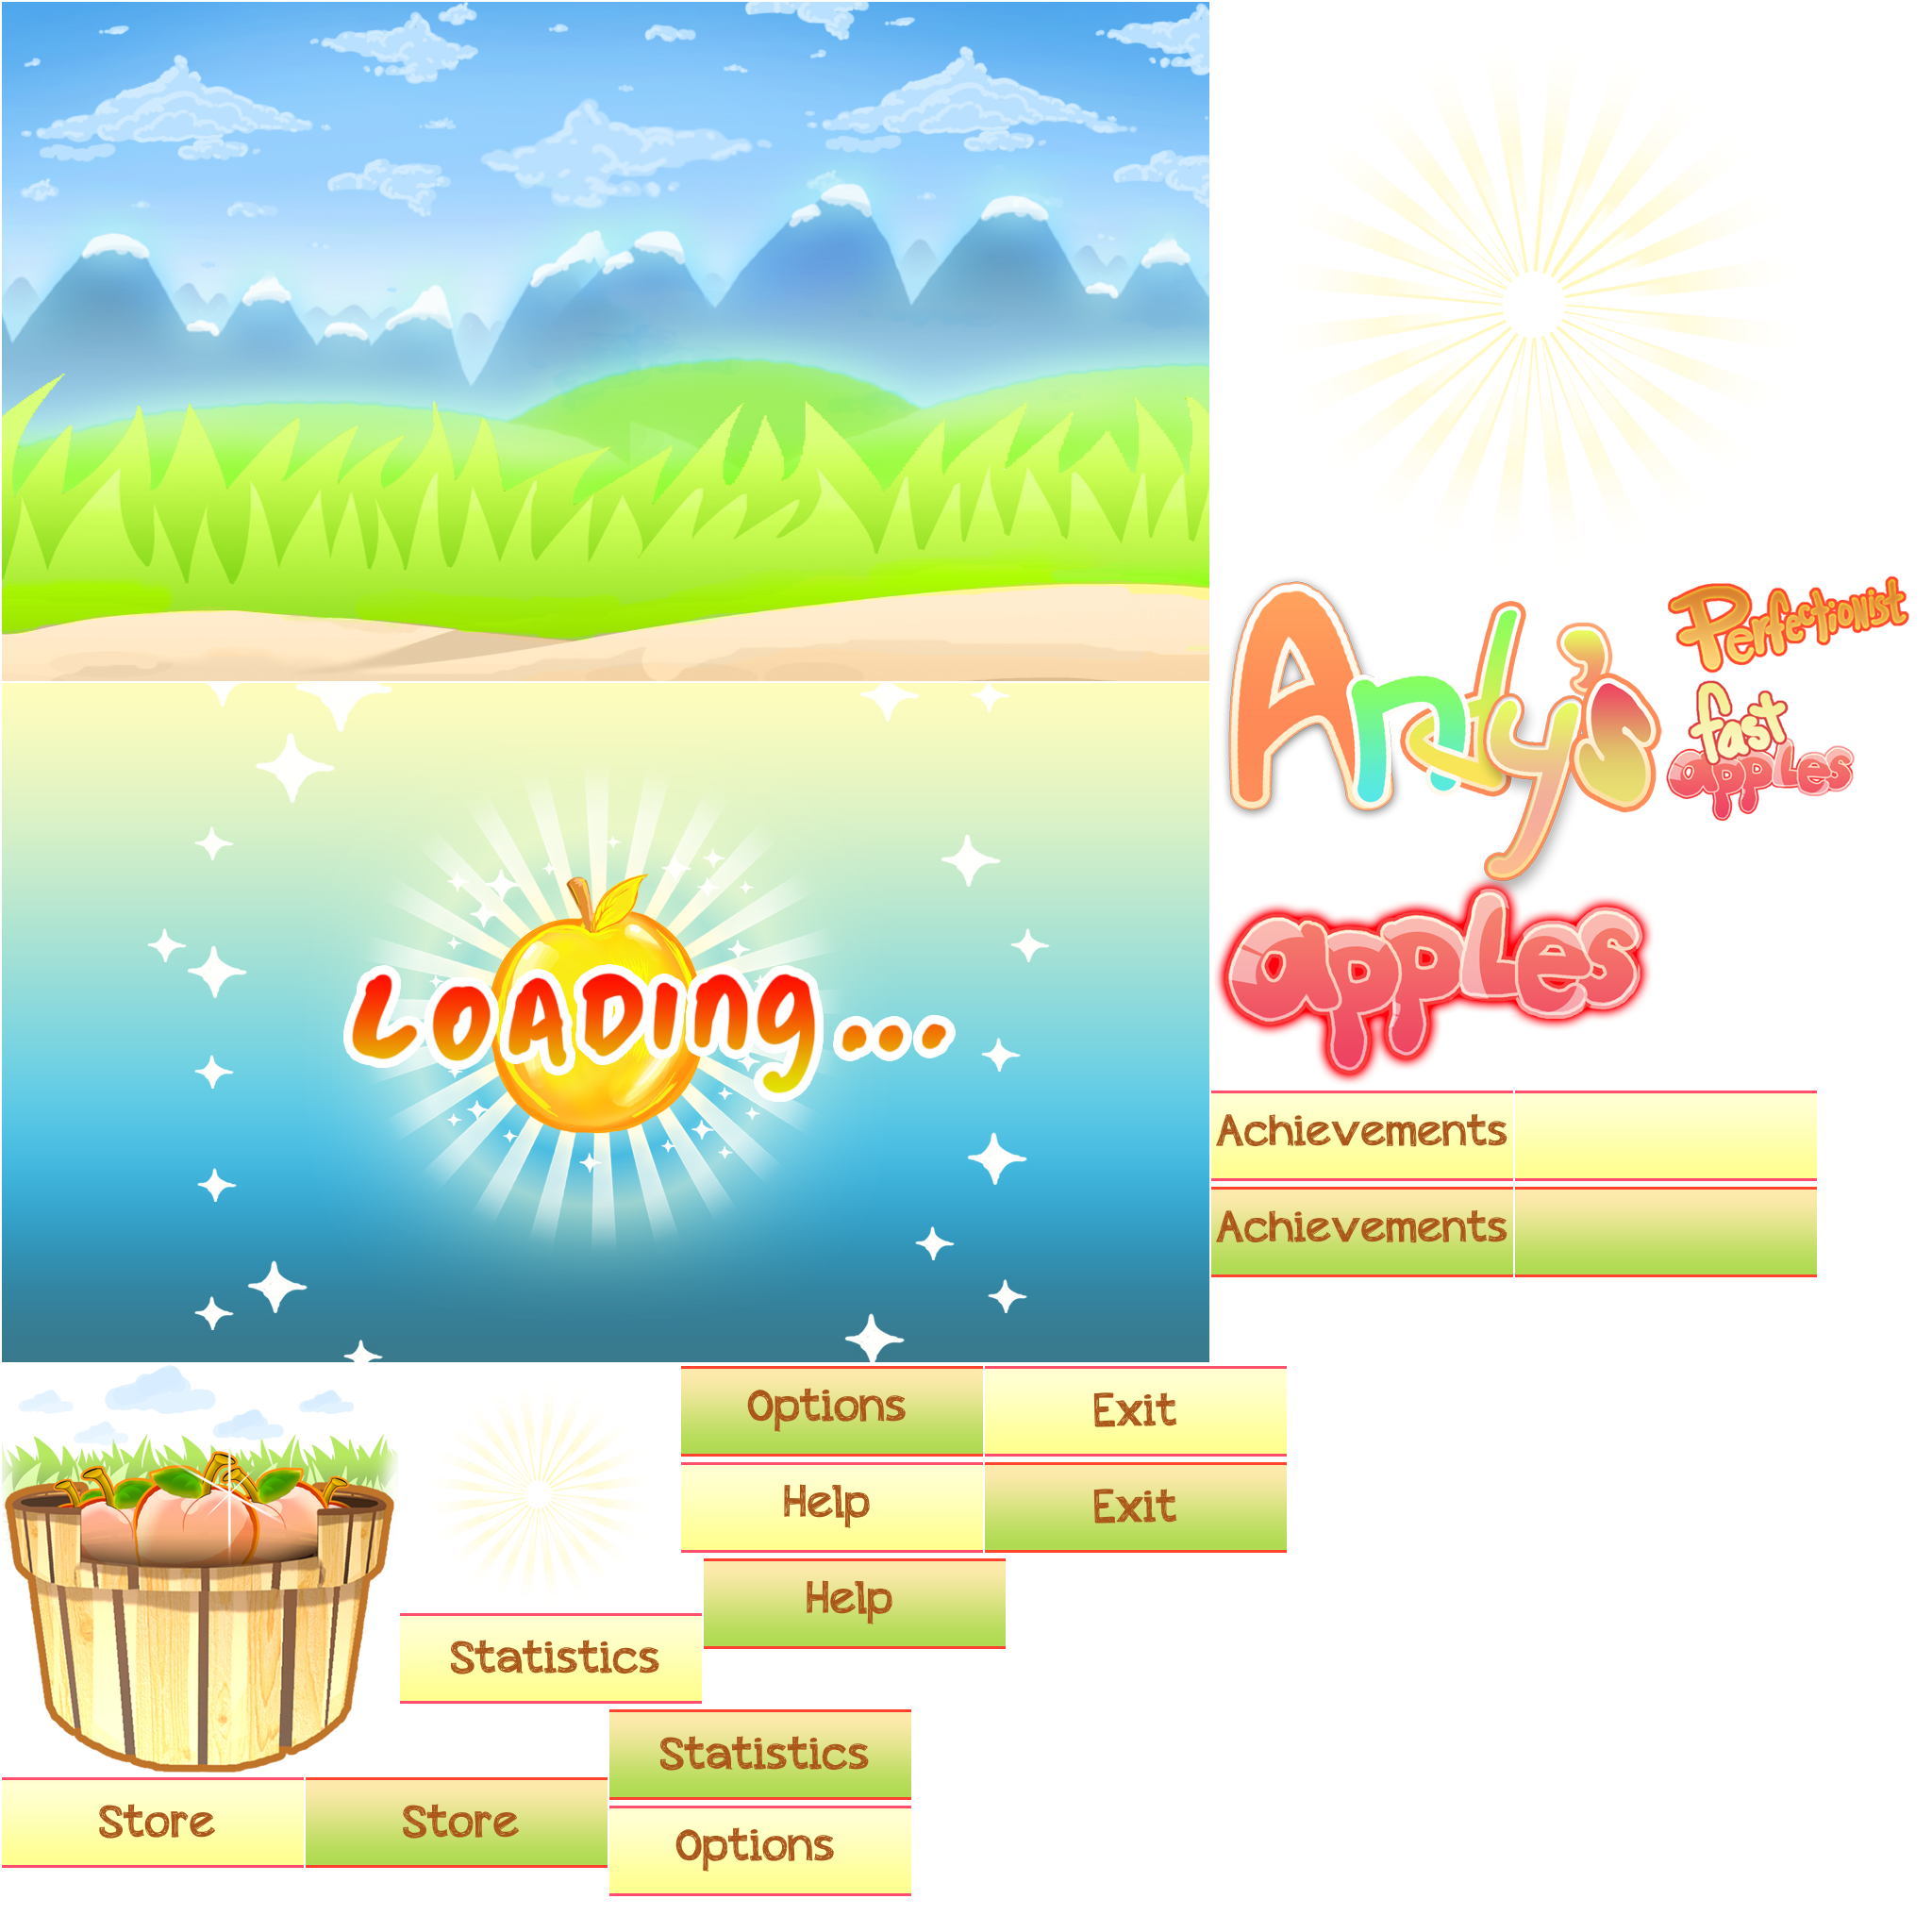 Andy's
Perfectionist
fast
apples
LOADING...
apples
Achievements
Achievements
Options
Exit
Help
Exit
Help
Statistics
Statistics
Store
Store
Options